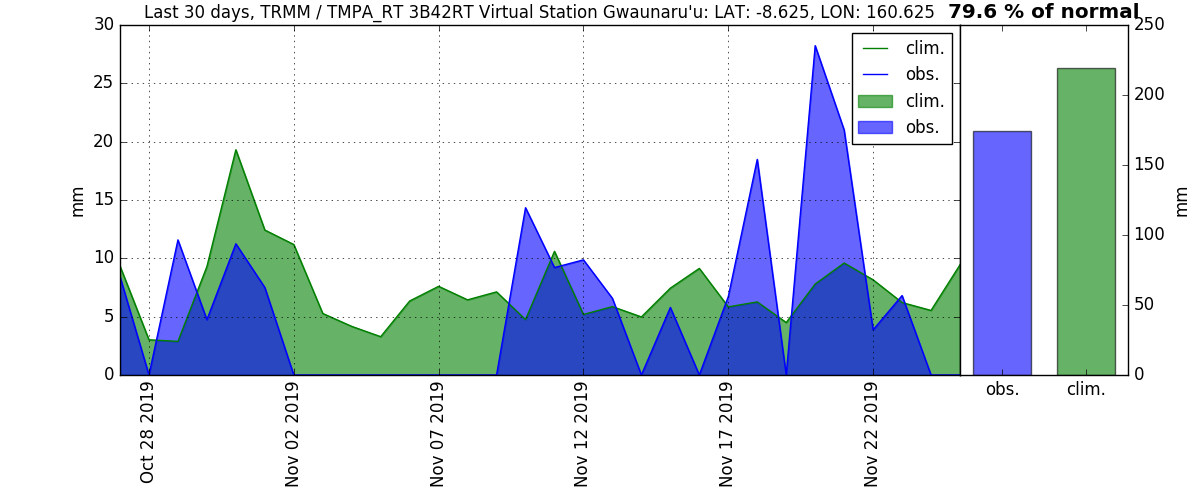 Last 30 days, TRMM / TMPA_RT 3B42RT Virtual Station Gwaunaru'u: LAT: -8.625, LON: 160.625
79.6 % of normal
30
25
20
15
10
5
0
mm
clim.
obs.
clim.
obs.
Oct 28 2019
Nov 02 2019
Nov 07 2019
Nov 12 2019
Nov 17 2019
Nov 22 2019
250
200
150
100
50
0
mm
obs.
clim.